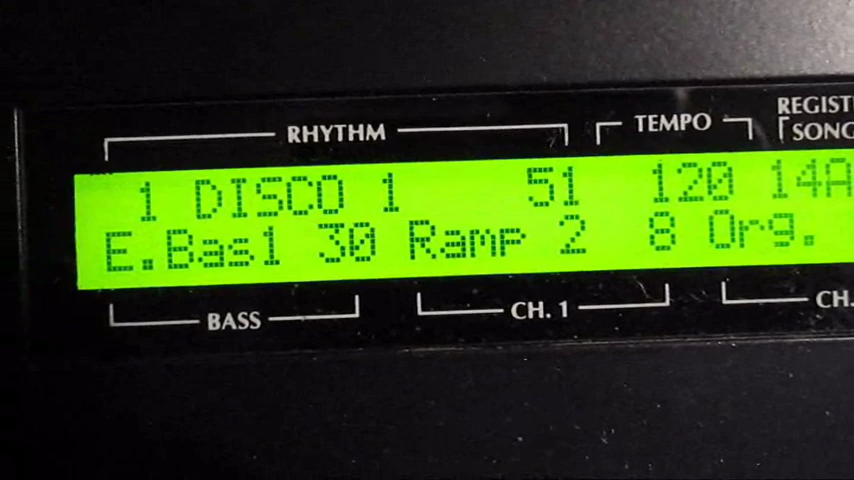 RHYTHM TEMPO REGIST
SONG
1 DISCO 1 51 120 14A
E.Bas1 30 Ramp 2 8 Org.
BASS CH. 1 CH.